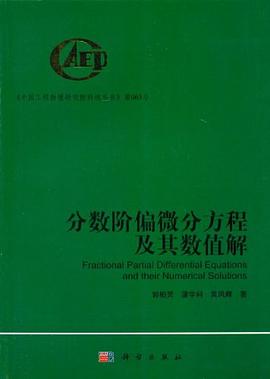 CAEP
《中国工程物理研究院科技丛书》第063号
分数阶偏微分方程
及其数值解
Fractional Partial Differential Equations
and their Numerical Solutions
郭柏灵 蒲学科 黄凤辉 著
科学出版社